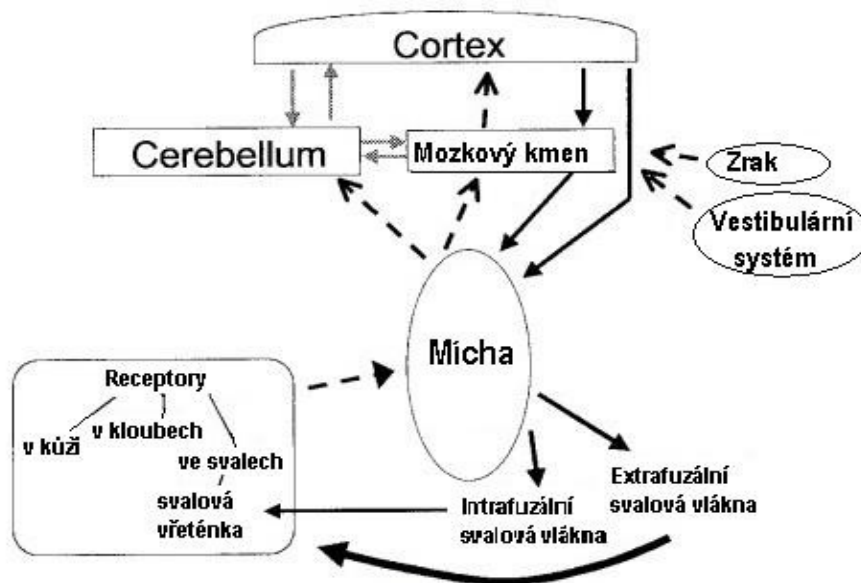 Cortex
Cerebellum
Mozkový kmen
Zrak
Vestibulární
systém
Mícha
Receptory
v kůži
v kloubech
ve svalech
svalová
vřeténka
Intrafuzální
svalová vlákna
Extrafuzální
svalová vlákna